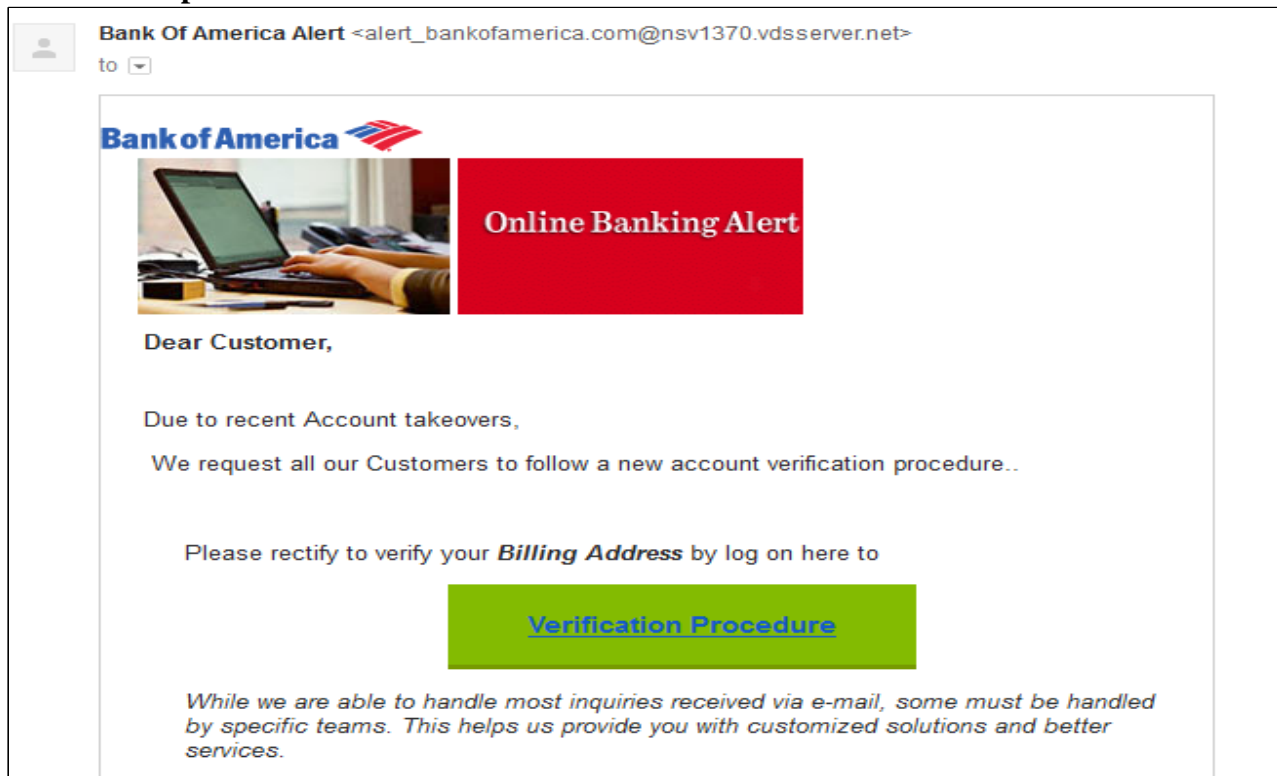 Bank Of America Alert <alert_bankofamerica.com@nsv1370.vdsserver.net>
to
Bank of America
Online Banking Alert
Dear Customer,
Due to recent Account takeovers,
We request all our Customers to follow a new account verification procedure..
Please rectify to verify your Billing Address by log on here to
Verification Procedure
While we are able to handle most inquiries received via e-mail, some must be handled
by specific teams. This helps us provide you with customized solutions and better
services.